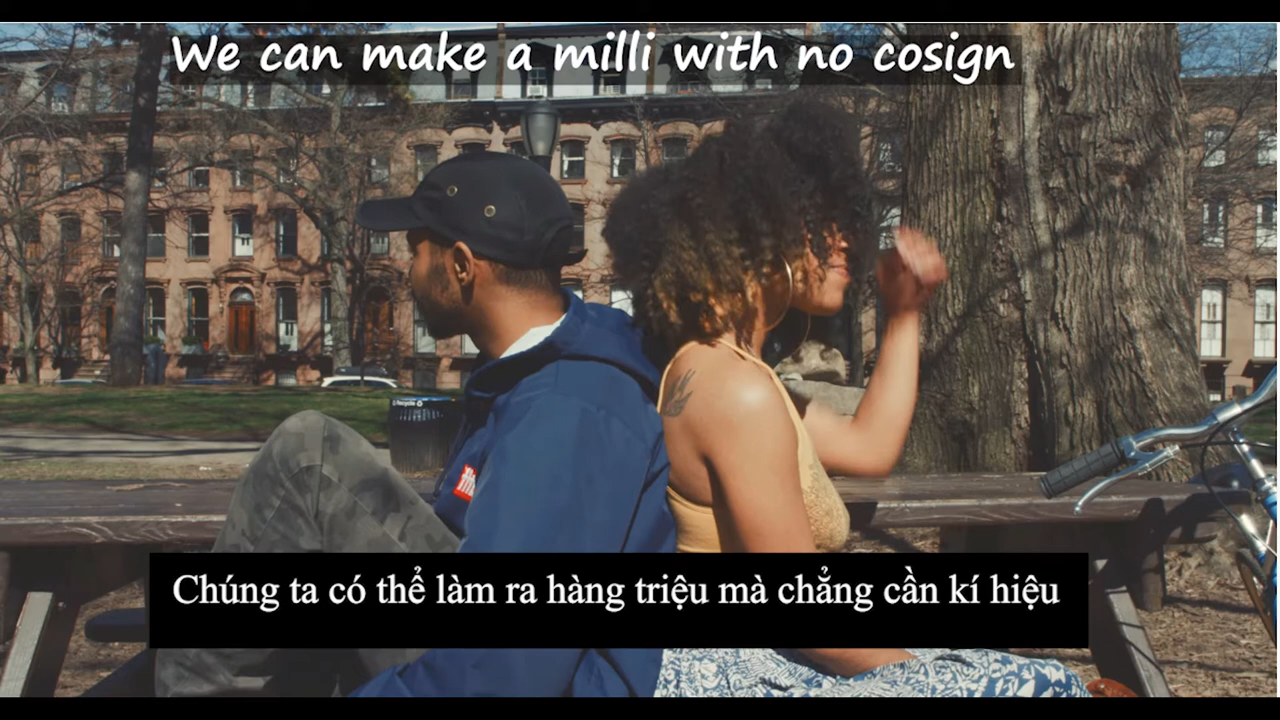 We can make a milli with no cosign
Chúng ta có thể làm ra hàng triệu mà chẳng cần kí hiệu